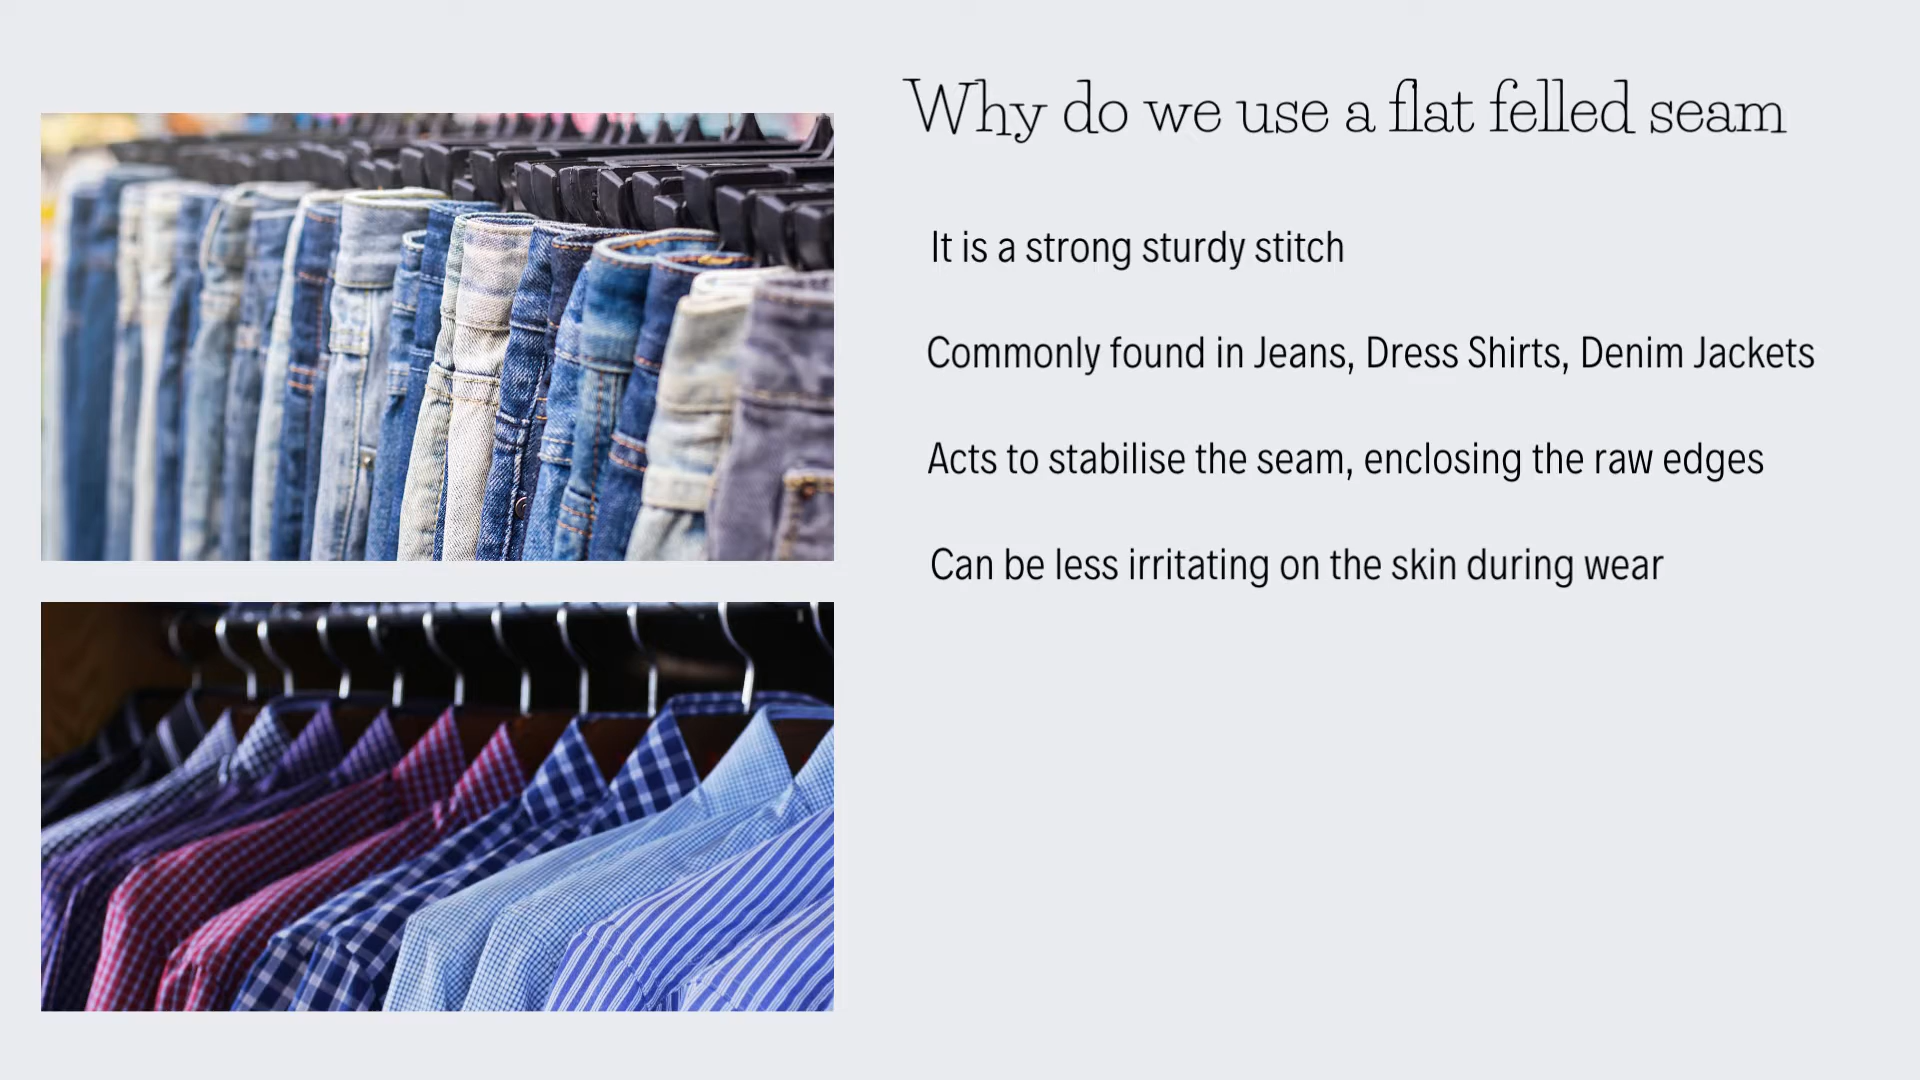 Why do we use a flat felled seam
It is a strong sturdy stitch
Commonly found in Jeans, Dress Shirts, Denim Jackets
Acts to stabilise the seam, enclosing the raw edges
Can be less irritating on the skin during wear